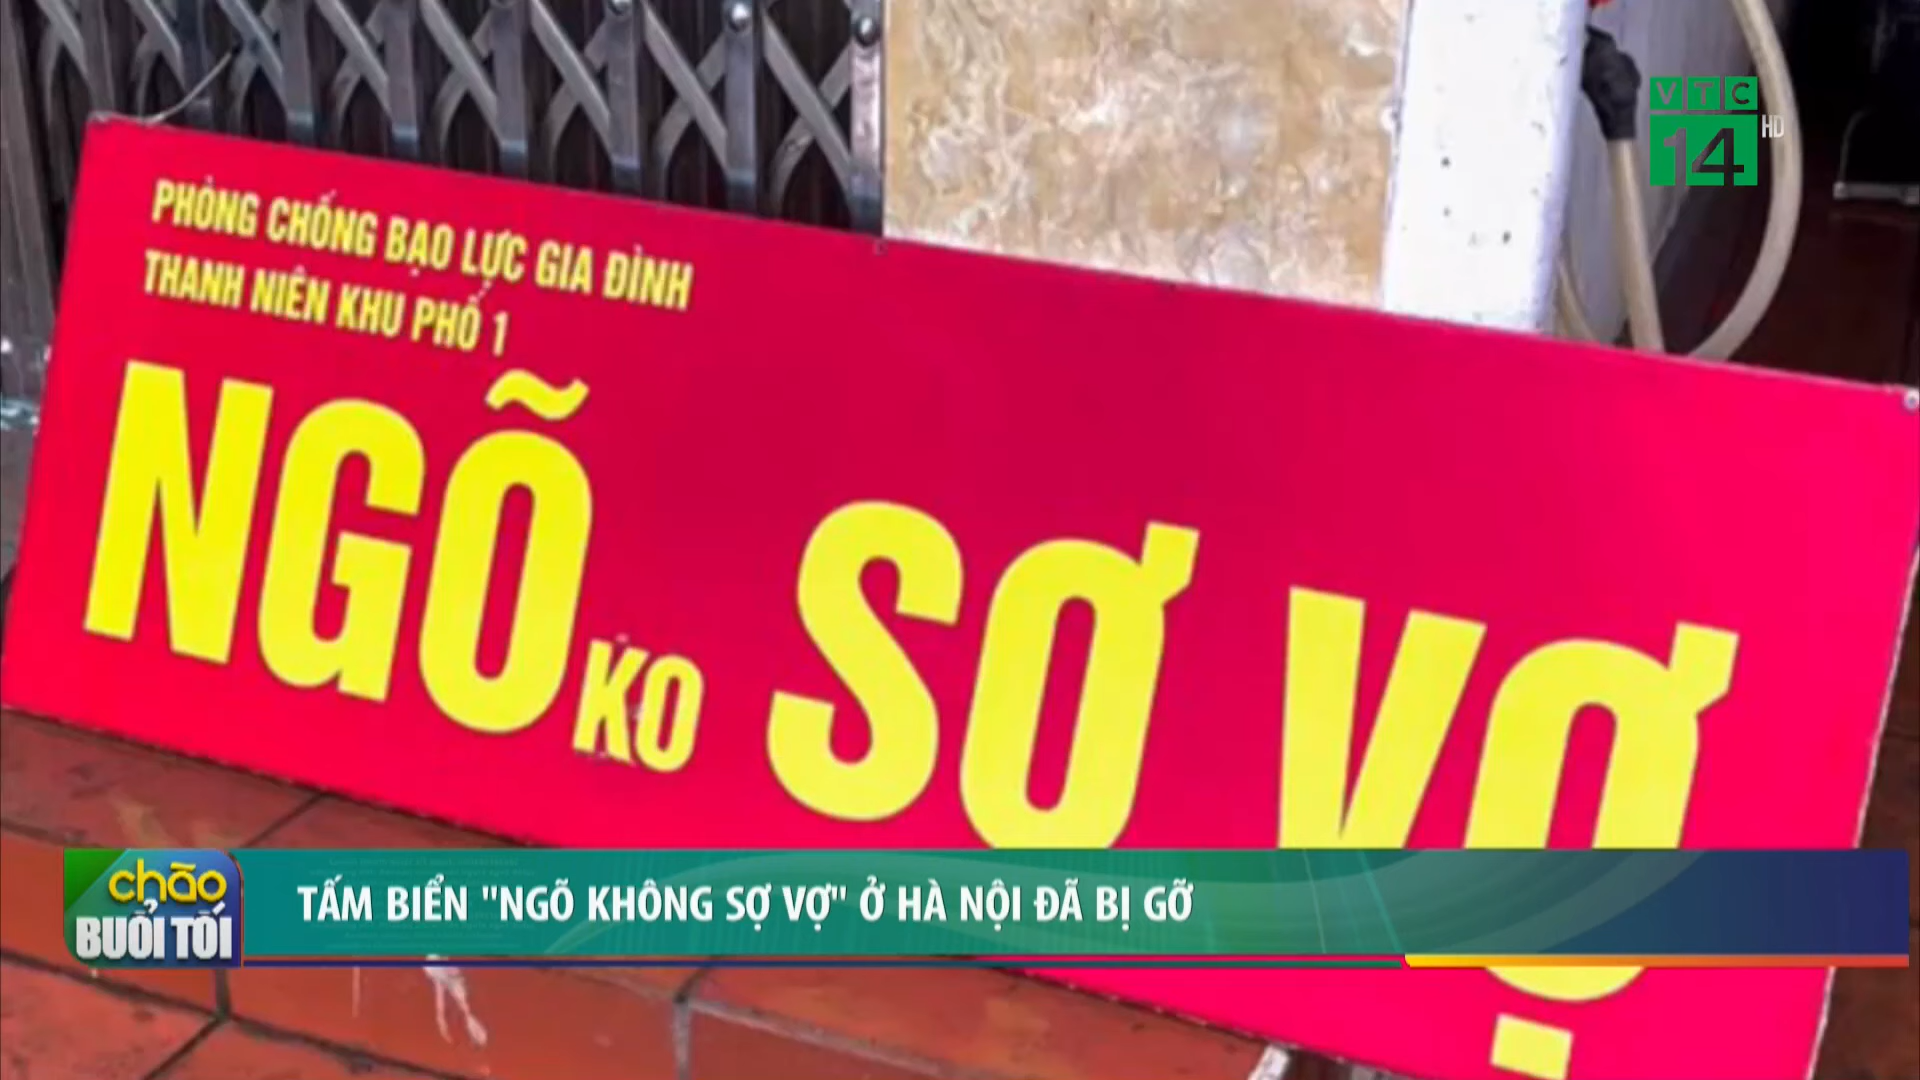 VTC
14 HD
PHÒNG CHỐNG BẠO LỰC GIA ĐÌNH
THANH NIÊN KHU PHỐ 1
NGÕ KO SỢ VỢ
chào
BUỔI TỐI
TẤM BIỂN "NGÕ KHÔNG SỢ VỢ" Ở HÀ NỘI ĐÃ BỊ GỠ